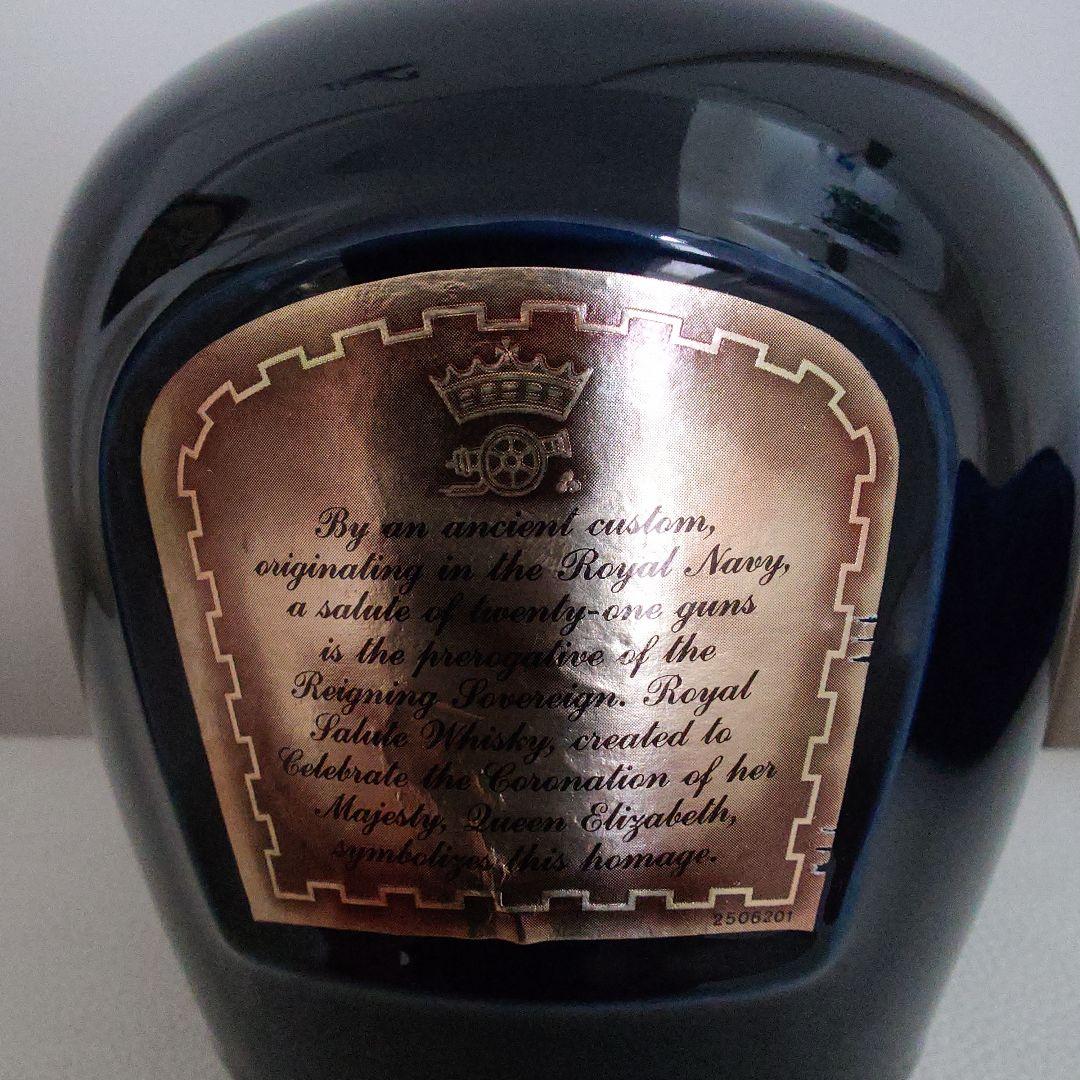 By an ancient custom,
originating in the Royal Navy,
a salute of twenty-one guns
is the prerogative of the
Reigning Sovereign. Royal
Salute Whisky, created to
Celebrate the Coronation of her
Majesty, Queen Elizabeth,
symbolizes this homage.
2506201